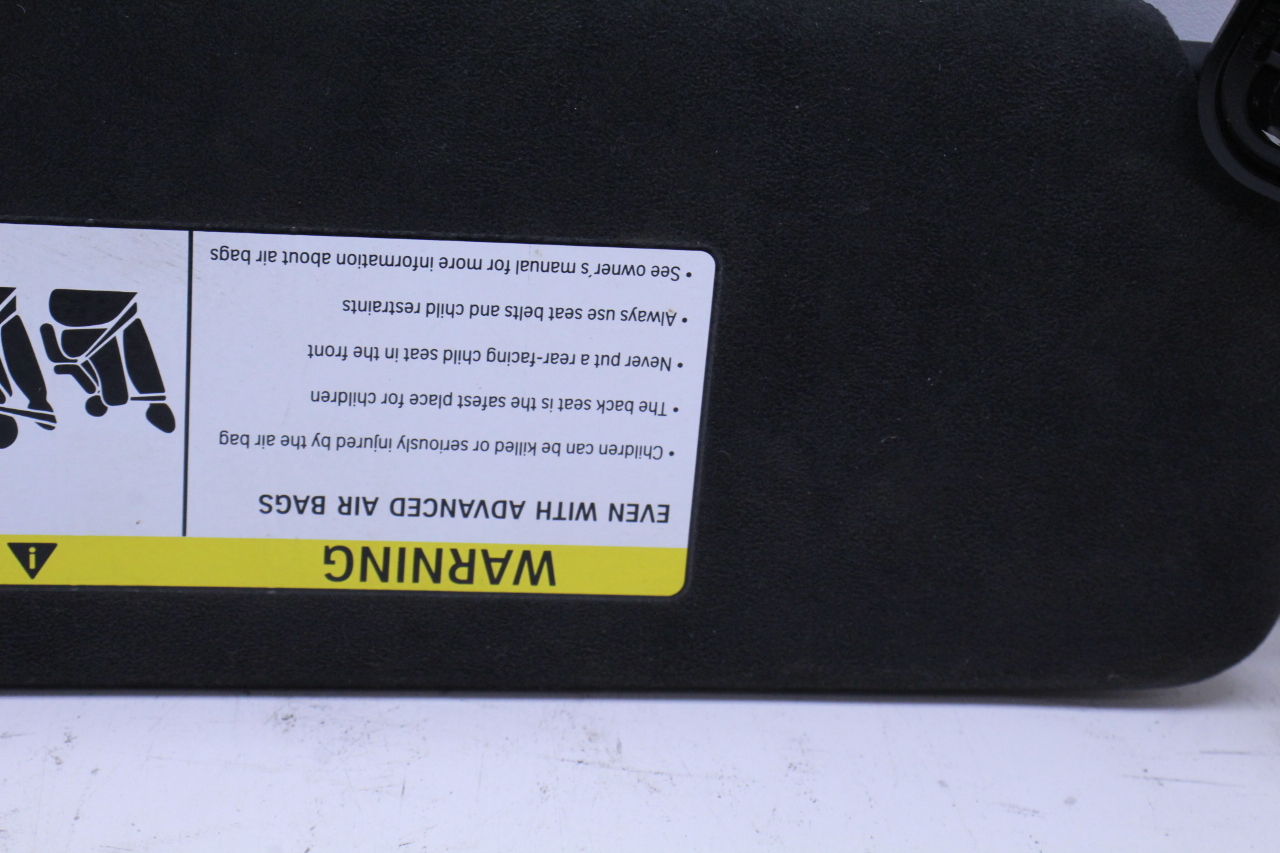 WARNING
EVEN WITH ADVANCED AIR BAGS
• Children can be killed or seriously injured by the air bag
• The back seat is the safest place for children
• Never put a rear-facing child seat in the front
• Always use seat belts and child restraints
• See owner's manual for more information about air bags